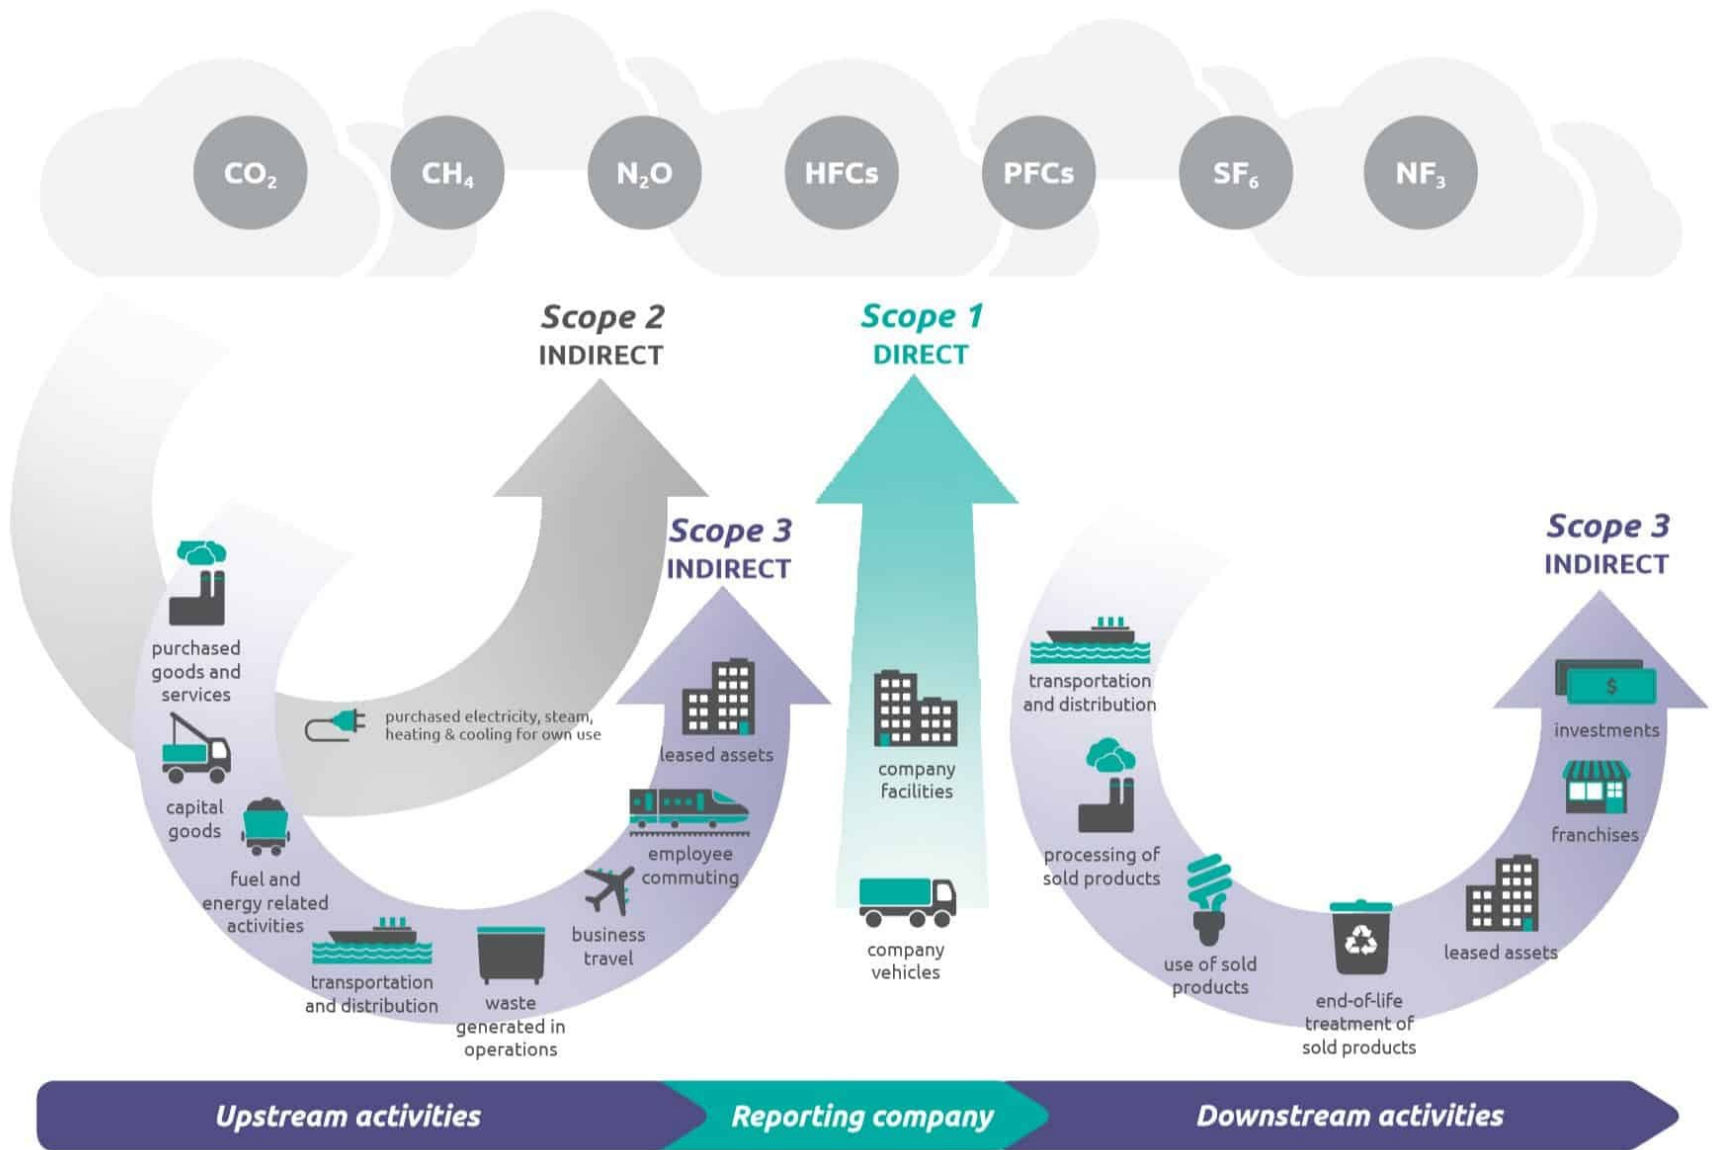 CO₂
CH₄
N₂O
HFCs
PFCs
SF₆
NF₃
Scope 2
INDIRECT
Scope 1
DIRECT
Scope 3
INDIRECT
Scope 3
INDIRECT
purchased
goods and
services
capital
goods
fuel and
energy related
activities
transportation
and distribution
waste
generated in
operations
business
travel
employee
commuting
leased assets
purchased electricity, steam,
heating & cooling for own use
company
facilities
company
vehicles
transportation
and distribution
processing of
sold products
use of sold
products
end-of-life
treatment of
sold products
leased assets
franchises
$
investments
Upstream activities
Reporting company
Downstream activities